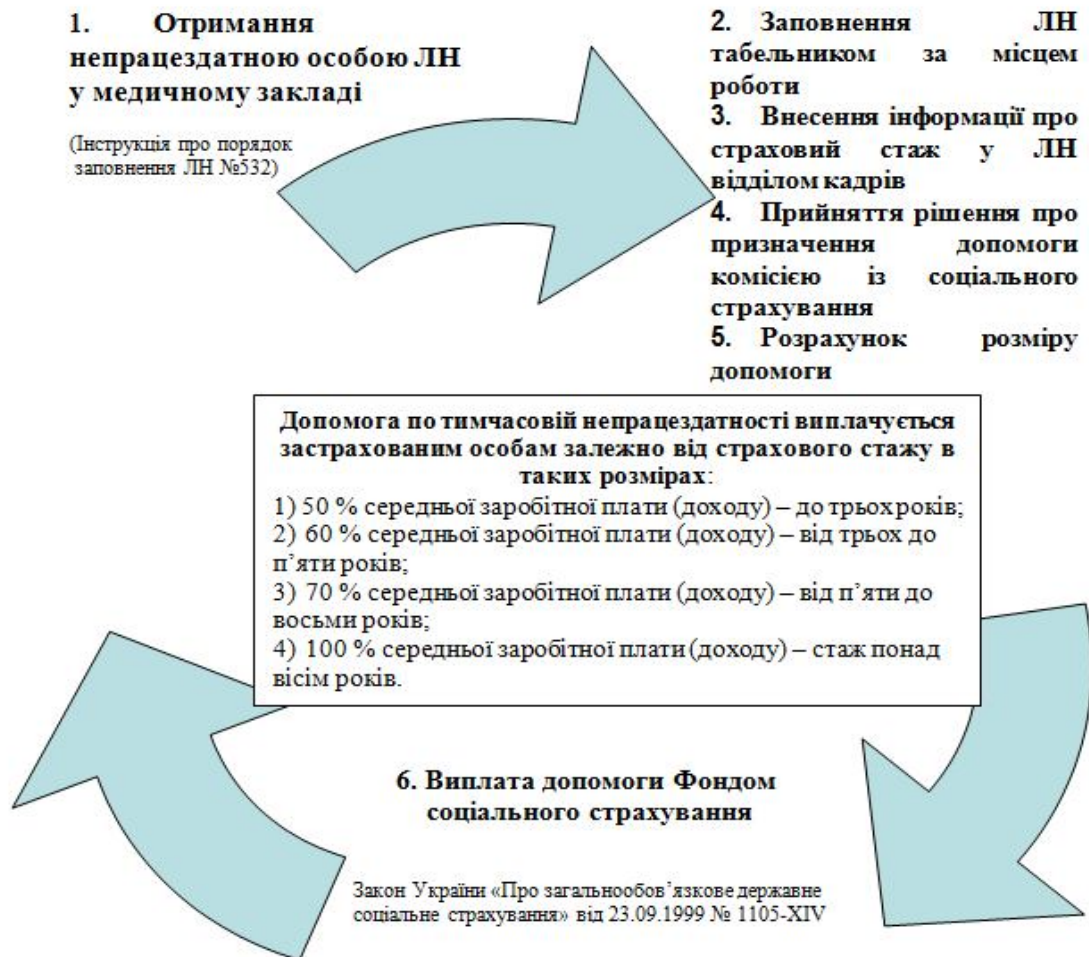 1. Отримання
непрацездатною особою ЛН
у медичному закладі
(Інструкція про порядок
заповнення ЛН №532)
2. Заповнення ЛН
табельником за місцем
роботи
3. Внесення інформації про
страховий стаж у ЛН
відділом кадрів
4. Прийняття рішення про
призначення допомоги
комісією із соціального
страхування
5. Розрахунок розміру
допомоги
Допомога по тимчасовій непрацездатності виплачується
застрахованим особам залежно від страхового стажу в
таких розмірах:
1) 50 % середньої заробітної плати (доходу) – до трьох років;
2) 60 % середньої заробітної плати (доходу) – від трьох до
п’яти років;
3) 70 % середньої заробітної плати (доходу) – від п’яти до
восьми років;
4) 100 % середньої заробітної плати (доходу) – стаж понад
вісім років.
6. Виплата допомоги Фондом
соціального страхування
Закон України «Про загальнообов’язкове державне
соціальне страхування» від 23.09.1999 № 1105-XIV